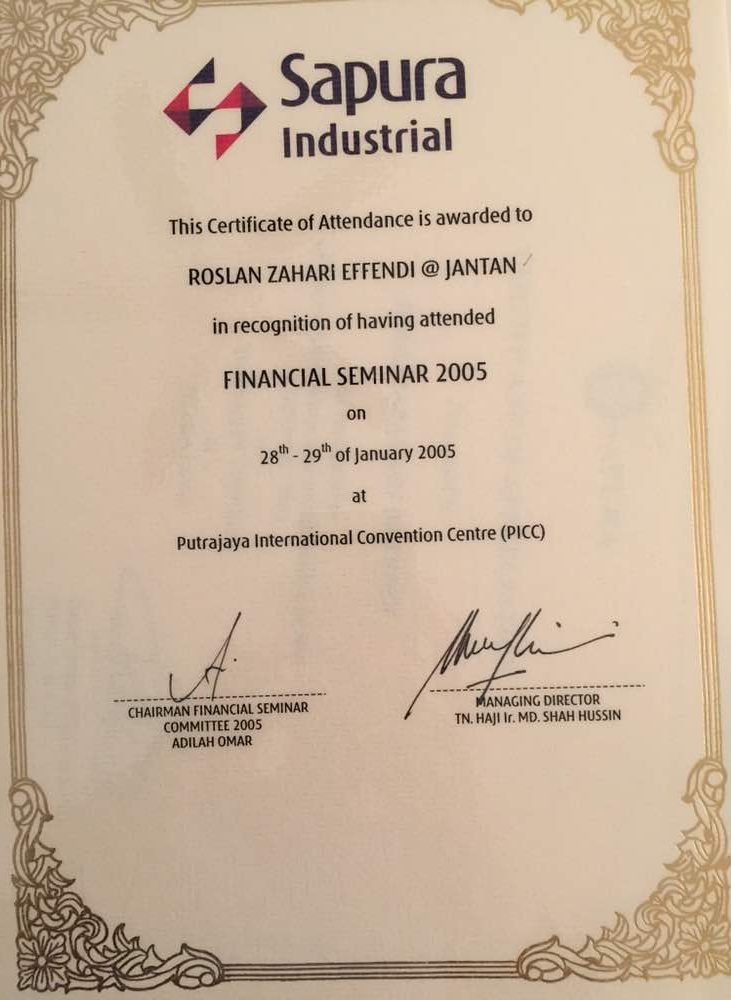 Sapura
Industrial
This Certificate of Attendance is awarded to
ROSLAN ZAHARI EFFENDI @ JANTAN
in recognition of having attended
FINANCIAL SEMINAR 2005
on
28th - 29th of January 2005
at
Putrajaya International Convention Centre (PICC)
CHAIRMAN FINANCIAL SEMINAR
COMMITTEE 2005
ADILAH OMAR
MANAGING DIRECTOR
TN. HAJI Ir. MD. SHAH HUSSIN